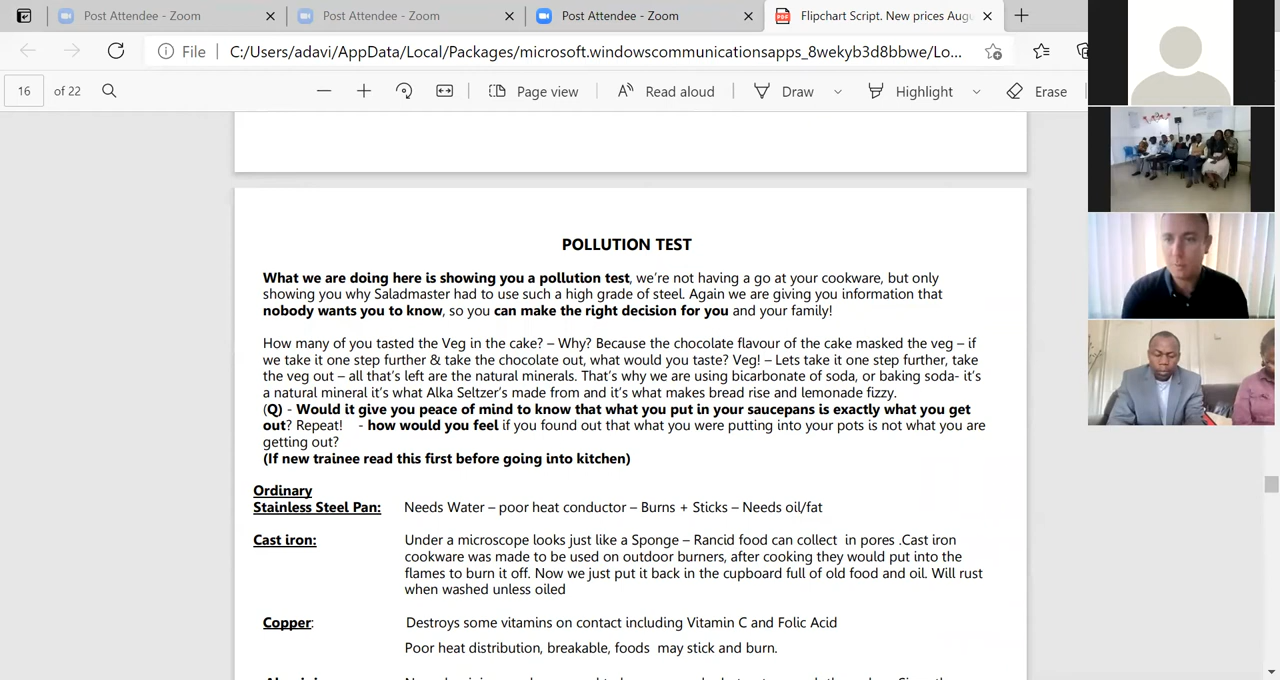 Post Attendee - Zoom
Post Attendee - Zoom
Post Attendee - Zoom
Flipchart Script. New prices Augu
File
C:/Users/adavi/AppData/Local/Packages/microsoft.windowscommunicationsapps_8wekyb3d8bbwe/Lo...
16 of 22
Page view
Read aloud
Draw
Highlight
Erase
POLLUTION TEST
What we are doing here is showing you a pollution test, we're not having a go at your cookware, but only
showing you why Saladmaster had to use such a high grade of steel. Again we are giving you information that
nobody wants you to know, so you can make the right decision for you and your family!
How many of you tasted the Veg in the cake? – Why? Because the chocolate flavour of the cake masked the veg – if
we take it one step further & take the chocolate out, what would you taste? Veg! – Lets take it one step further, take
the veg out – all that's left are the natural minerals. That's why we are using bicarbonate of soda, or baking soda- it's
a natural mineral it's what Alka Seltzer's made from and it's what makes bread rise and lemonade fizzy.
(Q) - Would it give you peace of mind to know that what you put in your saucepans is exactly what you get
out? Repeat! - how would you feel if you found out that what you were putting into your pots is not what you are
getting out?
(If new trainee read this first before going into kitchen)
Ordinary
Stainless Steel Pan: Needs Water – poor heat conductor – Burns + Sticks – Needs oil/fat
Cast iron: Under a microscope looks just like a Sponge – Rancid food can collect in pores .Cast iron
cookware was made to be used on outdoor burners, after cooking they would put into the
flames to burn it off. Now we just put it back in the cupboard full of old food and oil. Will rust
when washed unless oiled
Copper: Destroys some vitamins on contact including Vitamin C and Folic Acid
Poor heat distribution, breakable, foods may stick and burn.